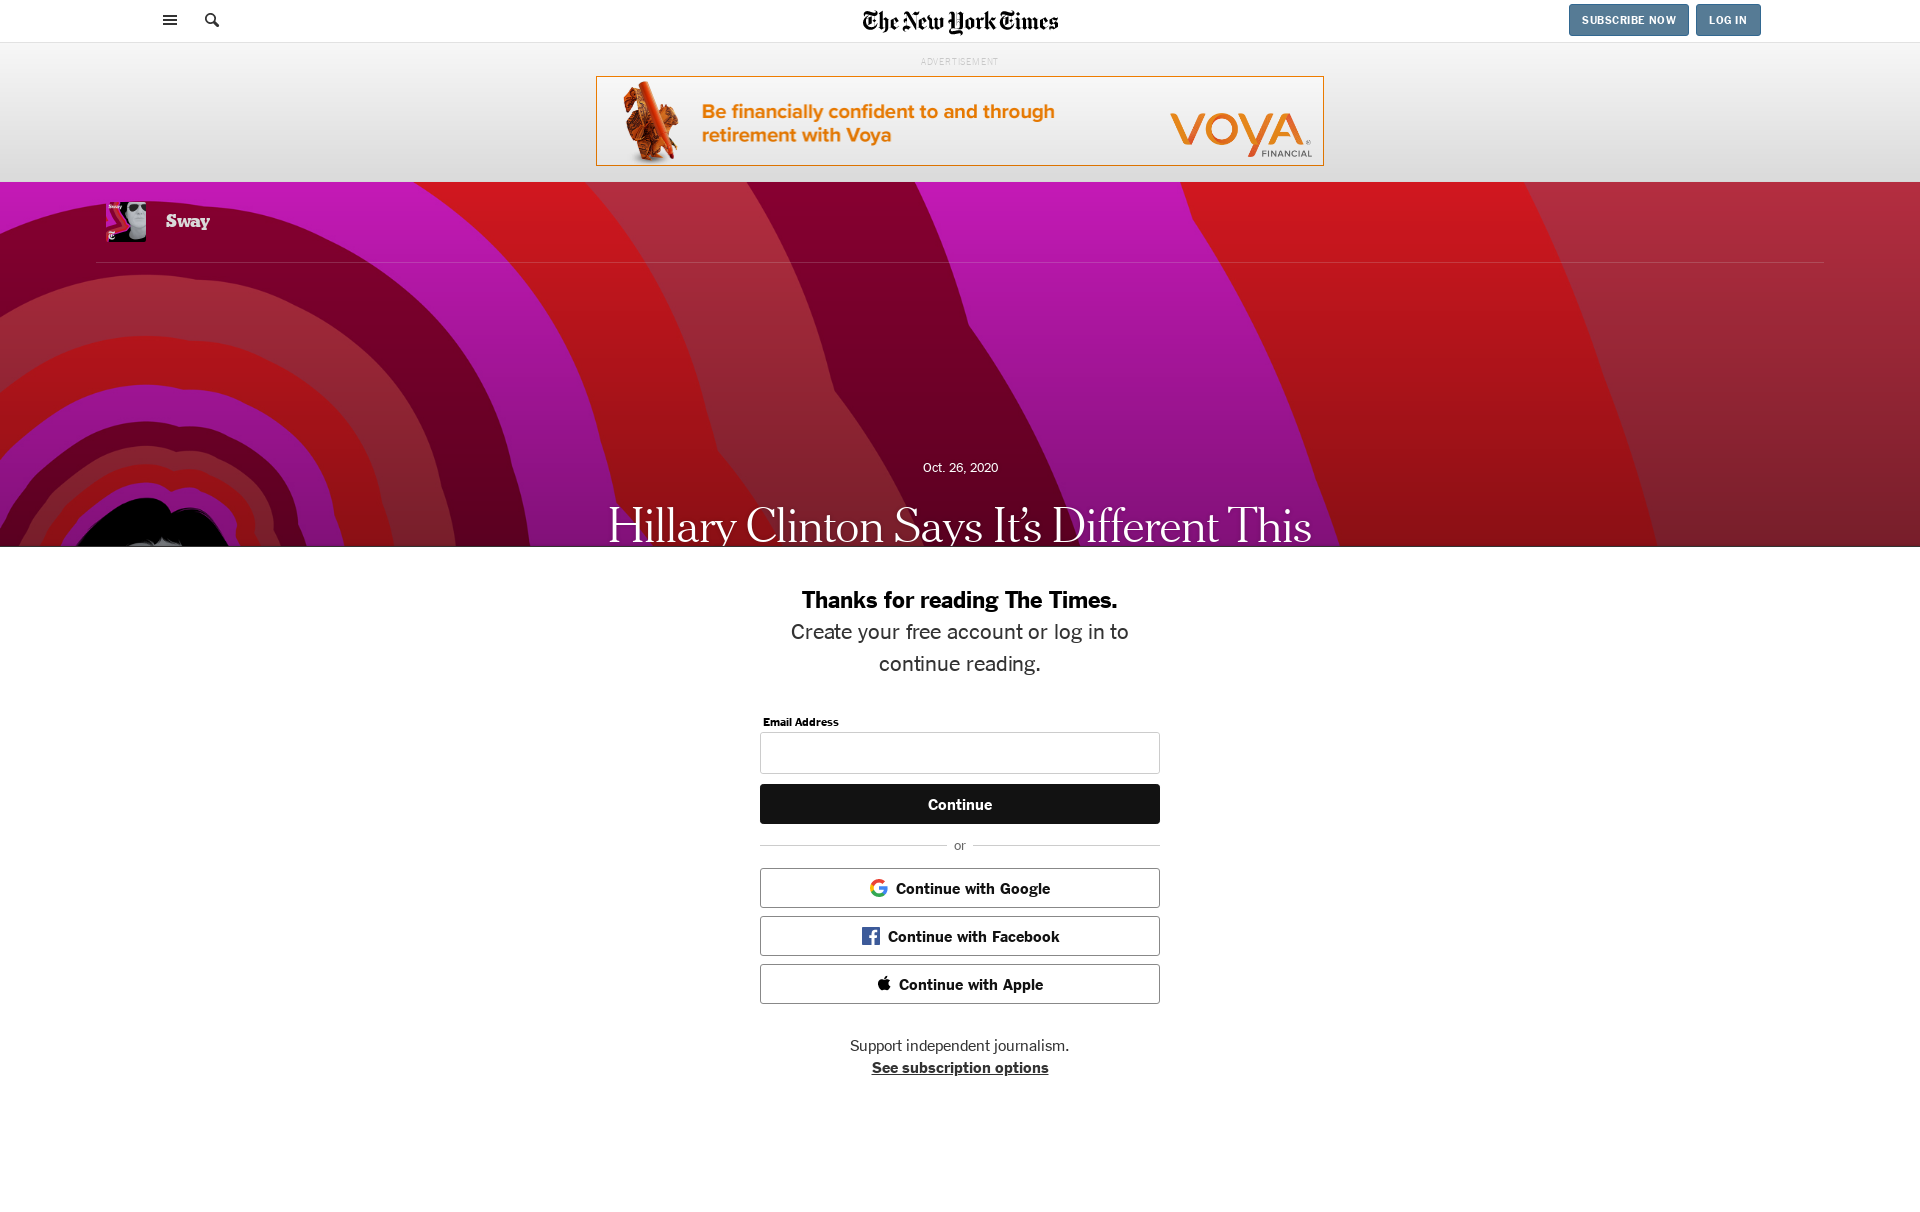 The New York Times
SUBSCRIBE NOW
LOG IN
ADVERTISEMENT
Be financially confident to and through
retirement with Voya
VOYA®
FINANCIAL
Sway
Oct. 26, 2020
Hillary Clinton Says It's Different This
Thanks for reading The Times.
Create your free account or log in to
continue reading.
Email Address
Continue
or
Continue with Google
Continue with Facebook
Continue with Apple
Support independent journalism.
See subscription options